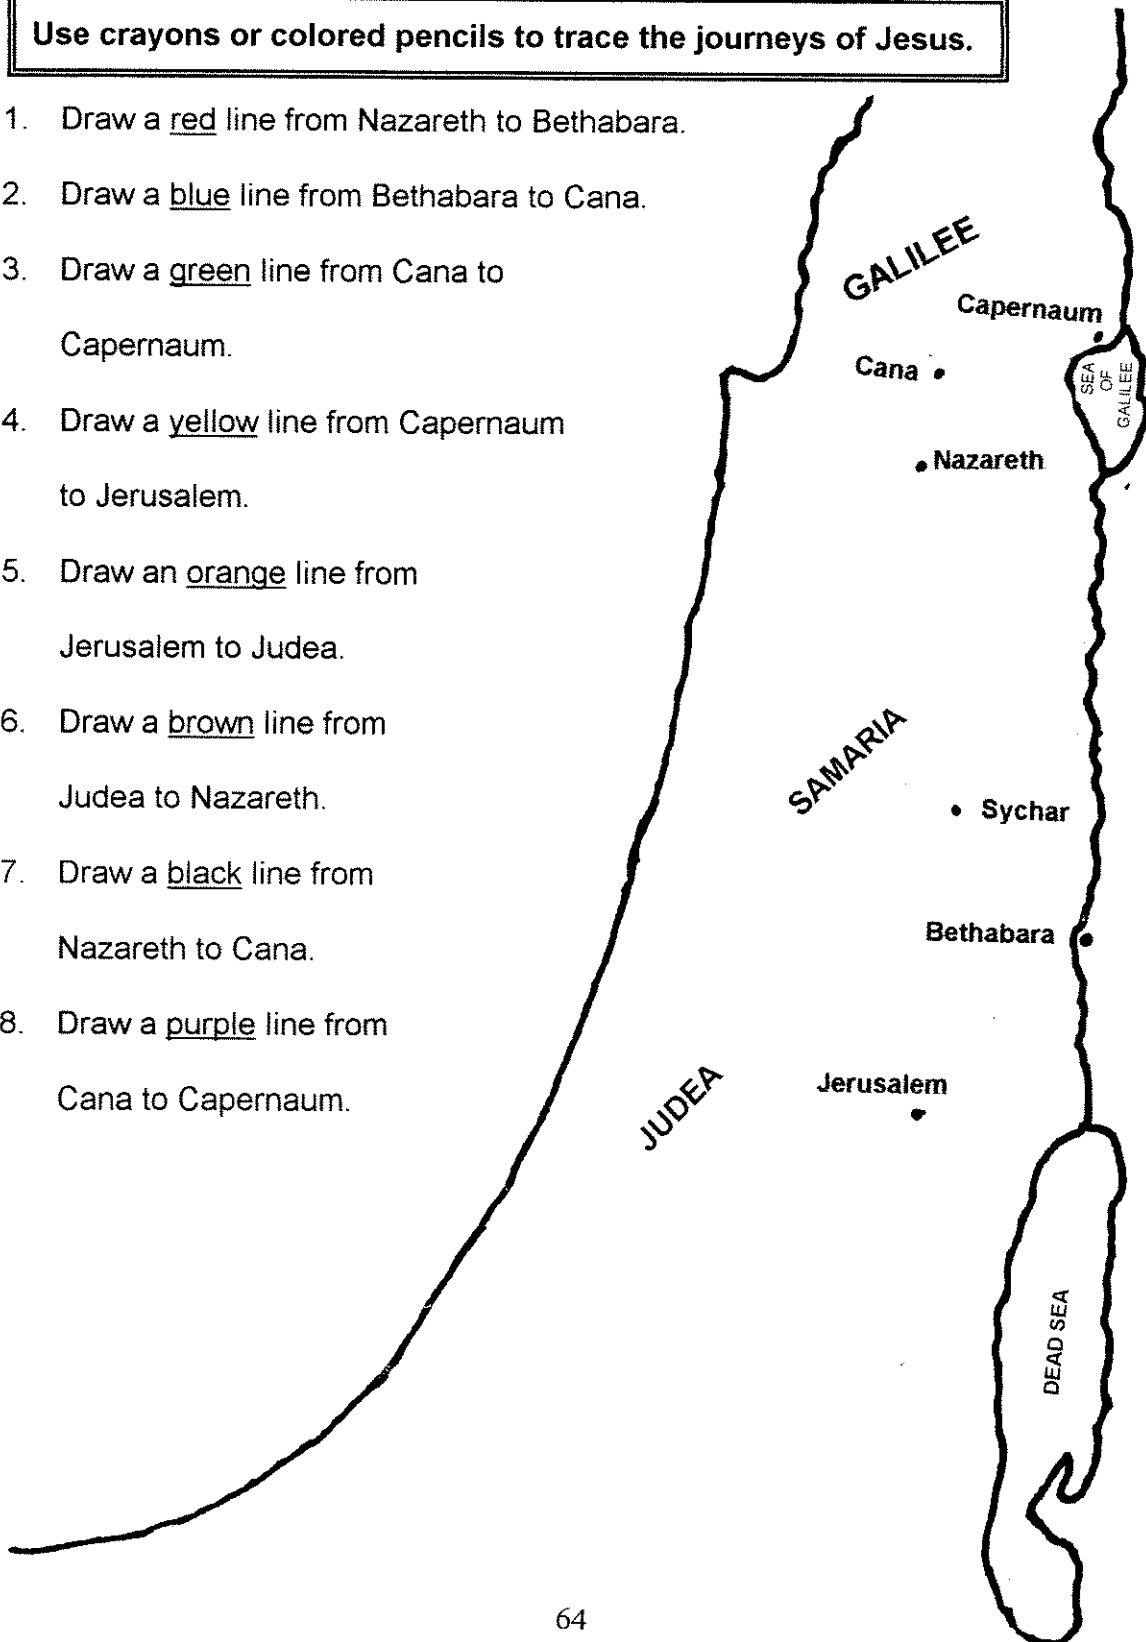 Use crayons or colored pencils to trace the journeys of Jesus.
1. Draw a red line from Nazareth to Bethabara.
2. Draw a blue line from Bethabara to Cana.
3. Draw a green line from Cana to
Capernaum.
4. Draw a yellow line from Capernaum
to Jerusalem.
5. Draw an orange line from
Jerusalem to Judea.
6. Draw a brown line from
Judea to Nazareth.
7. Draw a black line from
Nazareth to Cana.
8. Draw a purple line from
Cana to Capernaum.
GALILEE
Capernaum
Cana
SEA
OF
GALILEE
Nazareth
SAMARIA
Sychar
Bethabara
JUDEA
Jerusalem
DEAD SEA
64